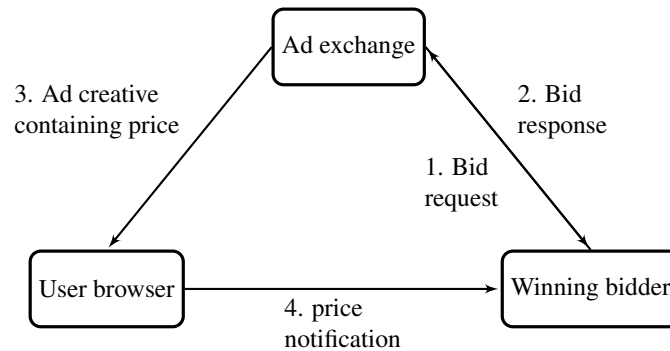 Ad exchange
3. Ad creative
containing price
2. Bid
response
1. Bid
request
User browser
Winning bidder
4. price
notification